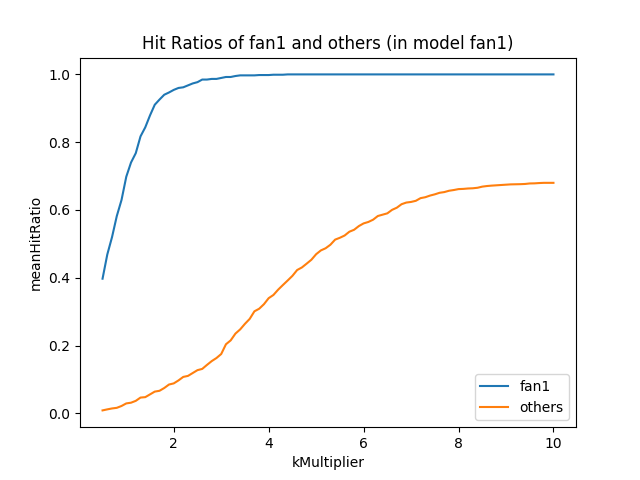 Hit Ratios of fan1 and others (in model fan1)
1.0
0.8
0.6
0.4
0.2
0.0
meanHitRatio
2
4
6
8
10
kMultiplier
fan1
others